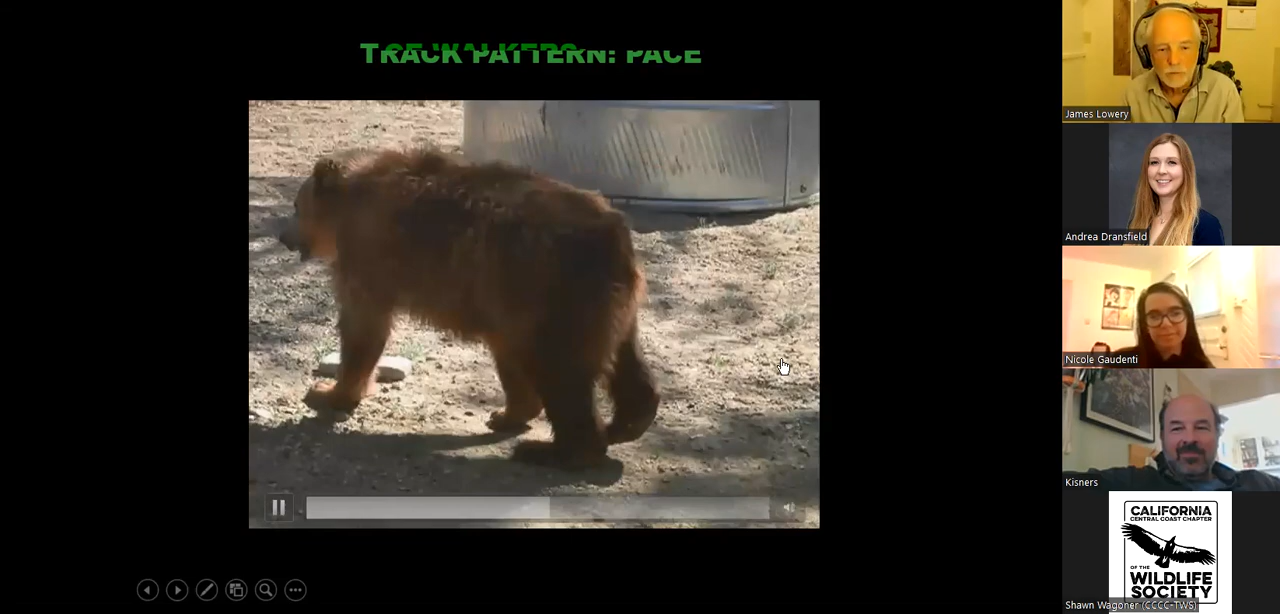 TRACK PATTERN: PACE
James Lowery
Andrea Dransfield
Nicole Gaudenti
Kisners
CALIFORNIA
CENTRAL COAST CHAPTER
OF THE
WILDLIFE
SOCIETY
Shawn Wagoner (CCCC-TWS)